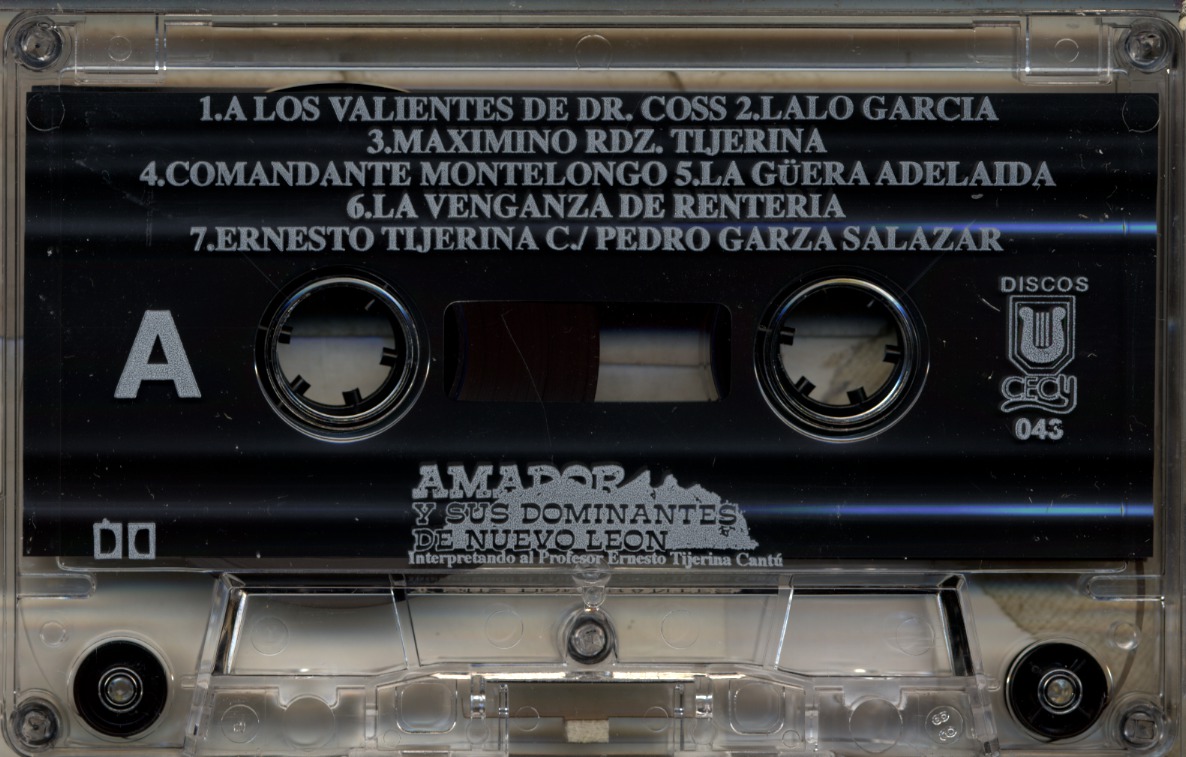 1.A LOS VALIENTES DE DR. COSS 2.LALO GARCIA
3.MAXIMINO RDZ. TIJERINA
4.COMANDANTE MONTELONGO 5.LA GÜERA ADELAIDA
6.LA VENGANZA DE RENTERIA
7.ERNESTO TIJERINA C./ PEDRO GARZA SALAZAR
DISCOS
A
CECY
043
AMADOR
Y SUS DOMINANTES
DE NUEVO LEON
Interpretando al Profesor Ernesto Tijerina Cantú